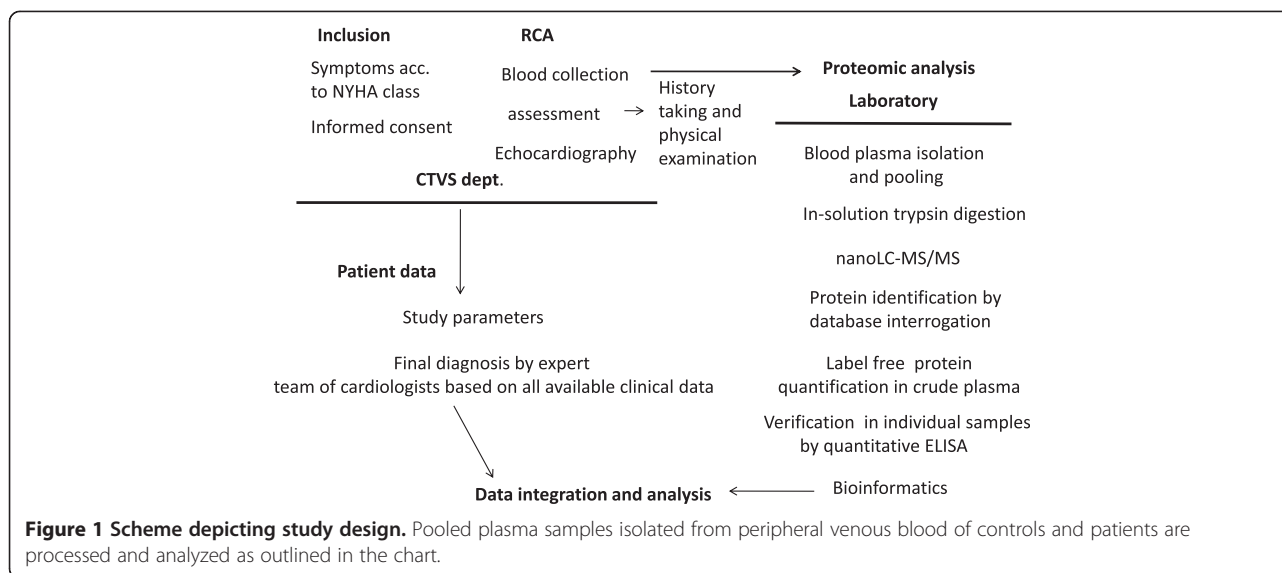 Inclusion
Symptoms acc.
to NYHA class
Informed consent
RCA
Blood collection
assessment
Echocardiography
History
taking and
physical
examination
CTVS dept.
Proteomic analysis
Laboratory
Blood plasma isolation
and pooling
In-solution trypsin digestion
nanoLC-MS/MS
Protein identification by
database interrogation
Label free protein
quantification in crude plasma
Verification in individual samples
by quantitative ELISA
Bioinformatics
Patient data
Study parameters
Final diagnosis by expert
team of cardiologists based on all available clinical data
Data integration and analysis
Figure 1 Scheme depicting study design. Pooled plasma samples isolated from peripheral venous blood of controls and patients are
processed and analyzed as outlined in the chart.